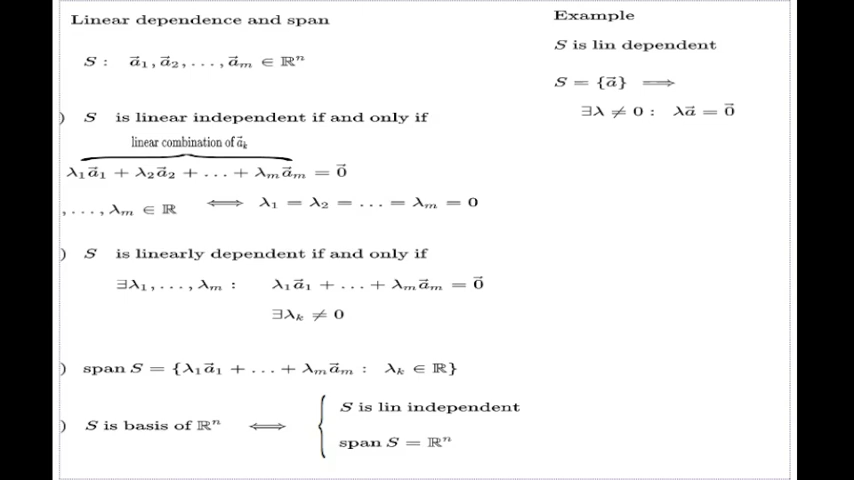 Linear dependence and span
S : a⃗₁, a⃗₂, . . . , a⃗ₘ ∈ ℝⁿ
) S is linear independent if and only if
linear combination of a⃗ₖ
λ₁a⃗₁ + λ₂a⃗₂ + . . . + λₘa⃗ₘ = 0⃗
, . . . , λₘ ∈ ℝ ⟺ λ₁ = λ₂ = . . . = λₘ = 0
) S is linearly dependent if and only if
∃λ₁, . . . , λₘ : λ₁a⃗₁ + . . . + λₘa⃗ₘ = 0⃗
∃λₖ ≠ 0
) span S = {λ₁a⃗₁ + . . . + λₘa⃗ₘ : λₖ ∈ ℝ}
) S is basis of ℝⁿ ⟺ {
S is lin independent
span S = ℝⁿ
Example
S is lin dependent
S = {a⃗} ⟹
∃λ ≠ 0 : λa⃗ = 0⃗